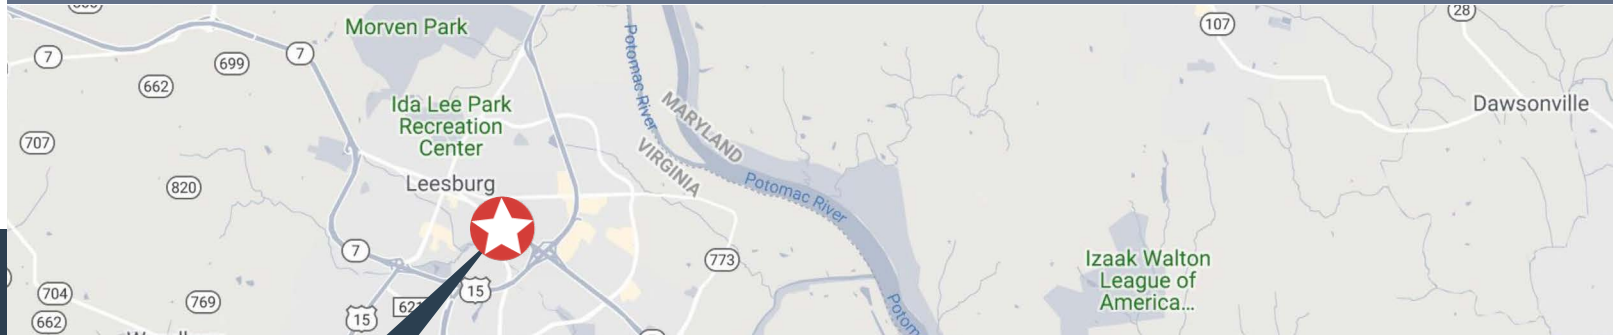 28
107
Morven Park
7
7
699
662
Potomac River
Ida Lee Park
Recreation
Center
MARYLAND
Dawsonville
707
VIRGINIA
820
Leesburg
Potomac River
7
773
Izaak Walton
League of
America...
704
769
15
15
662